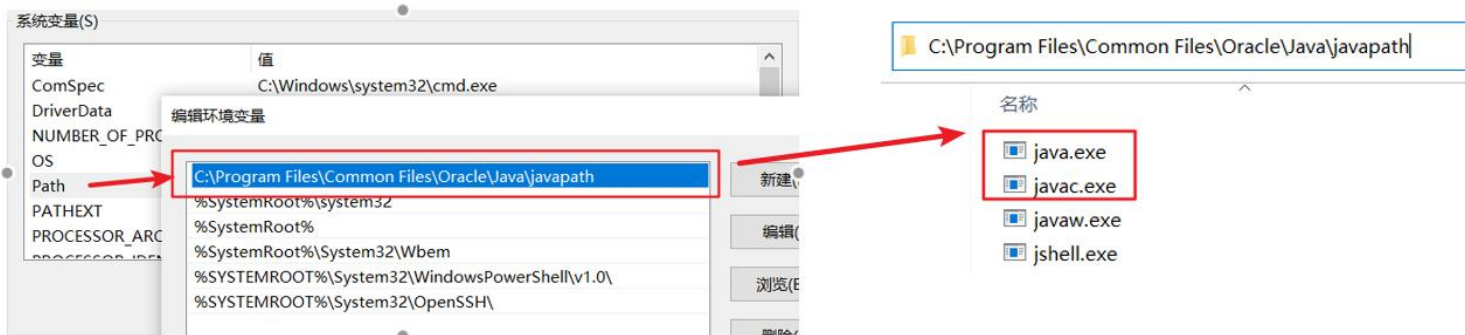 系统变量(S)
变量 值
ComSpec C:\Windows\system32\cmd.exe
DriverData
NUMBER_OF_PRC
OS
Path
PATHEXT
PROCESSOR_ARC
编辑环境变量
C:\Program Files\Common Files\Oracle\Java\javapath
%SystemRoot%\system32
%SystemRoot%
%SystemRoot%\System32\Wbem
%SYSTEMROOT%\System32\WindowsPowerShell\v1.0\
%SYSTEMROOT%\System32\OpenSSH\
新建(
编辑(
浏览(E
C:\Program Files\Common Files\Oracle\Java\javapath
名称
java.exe
javac.exe
javaw.exe
jshell.exe